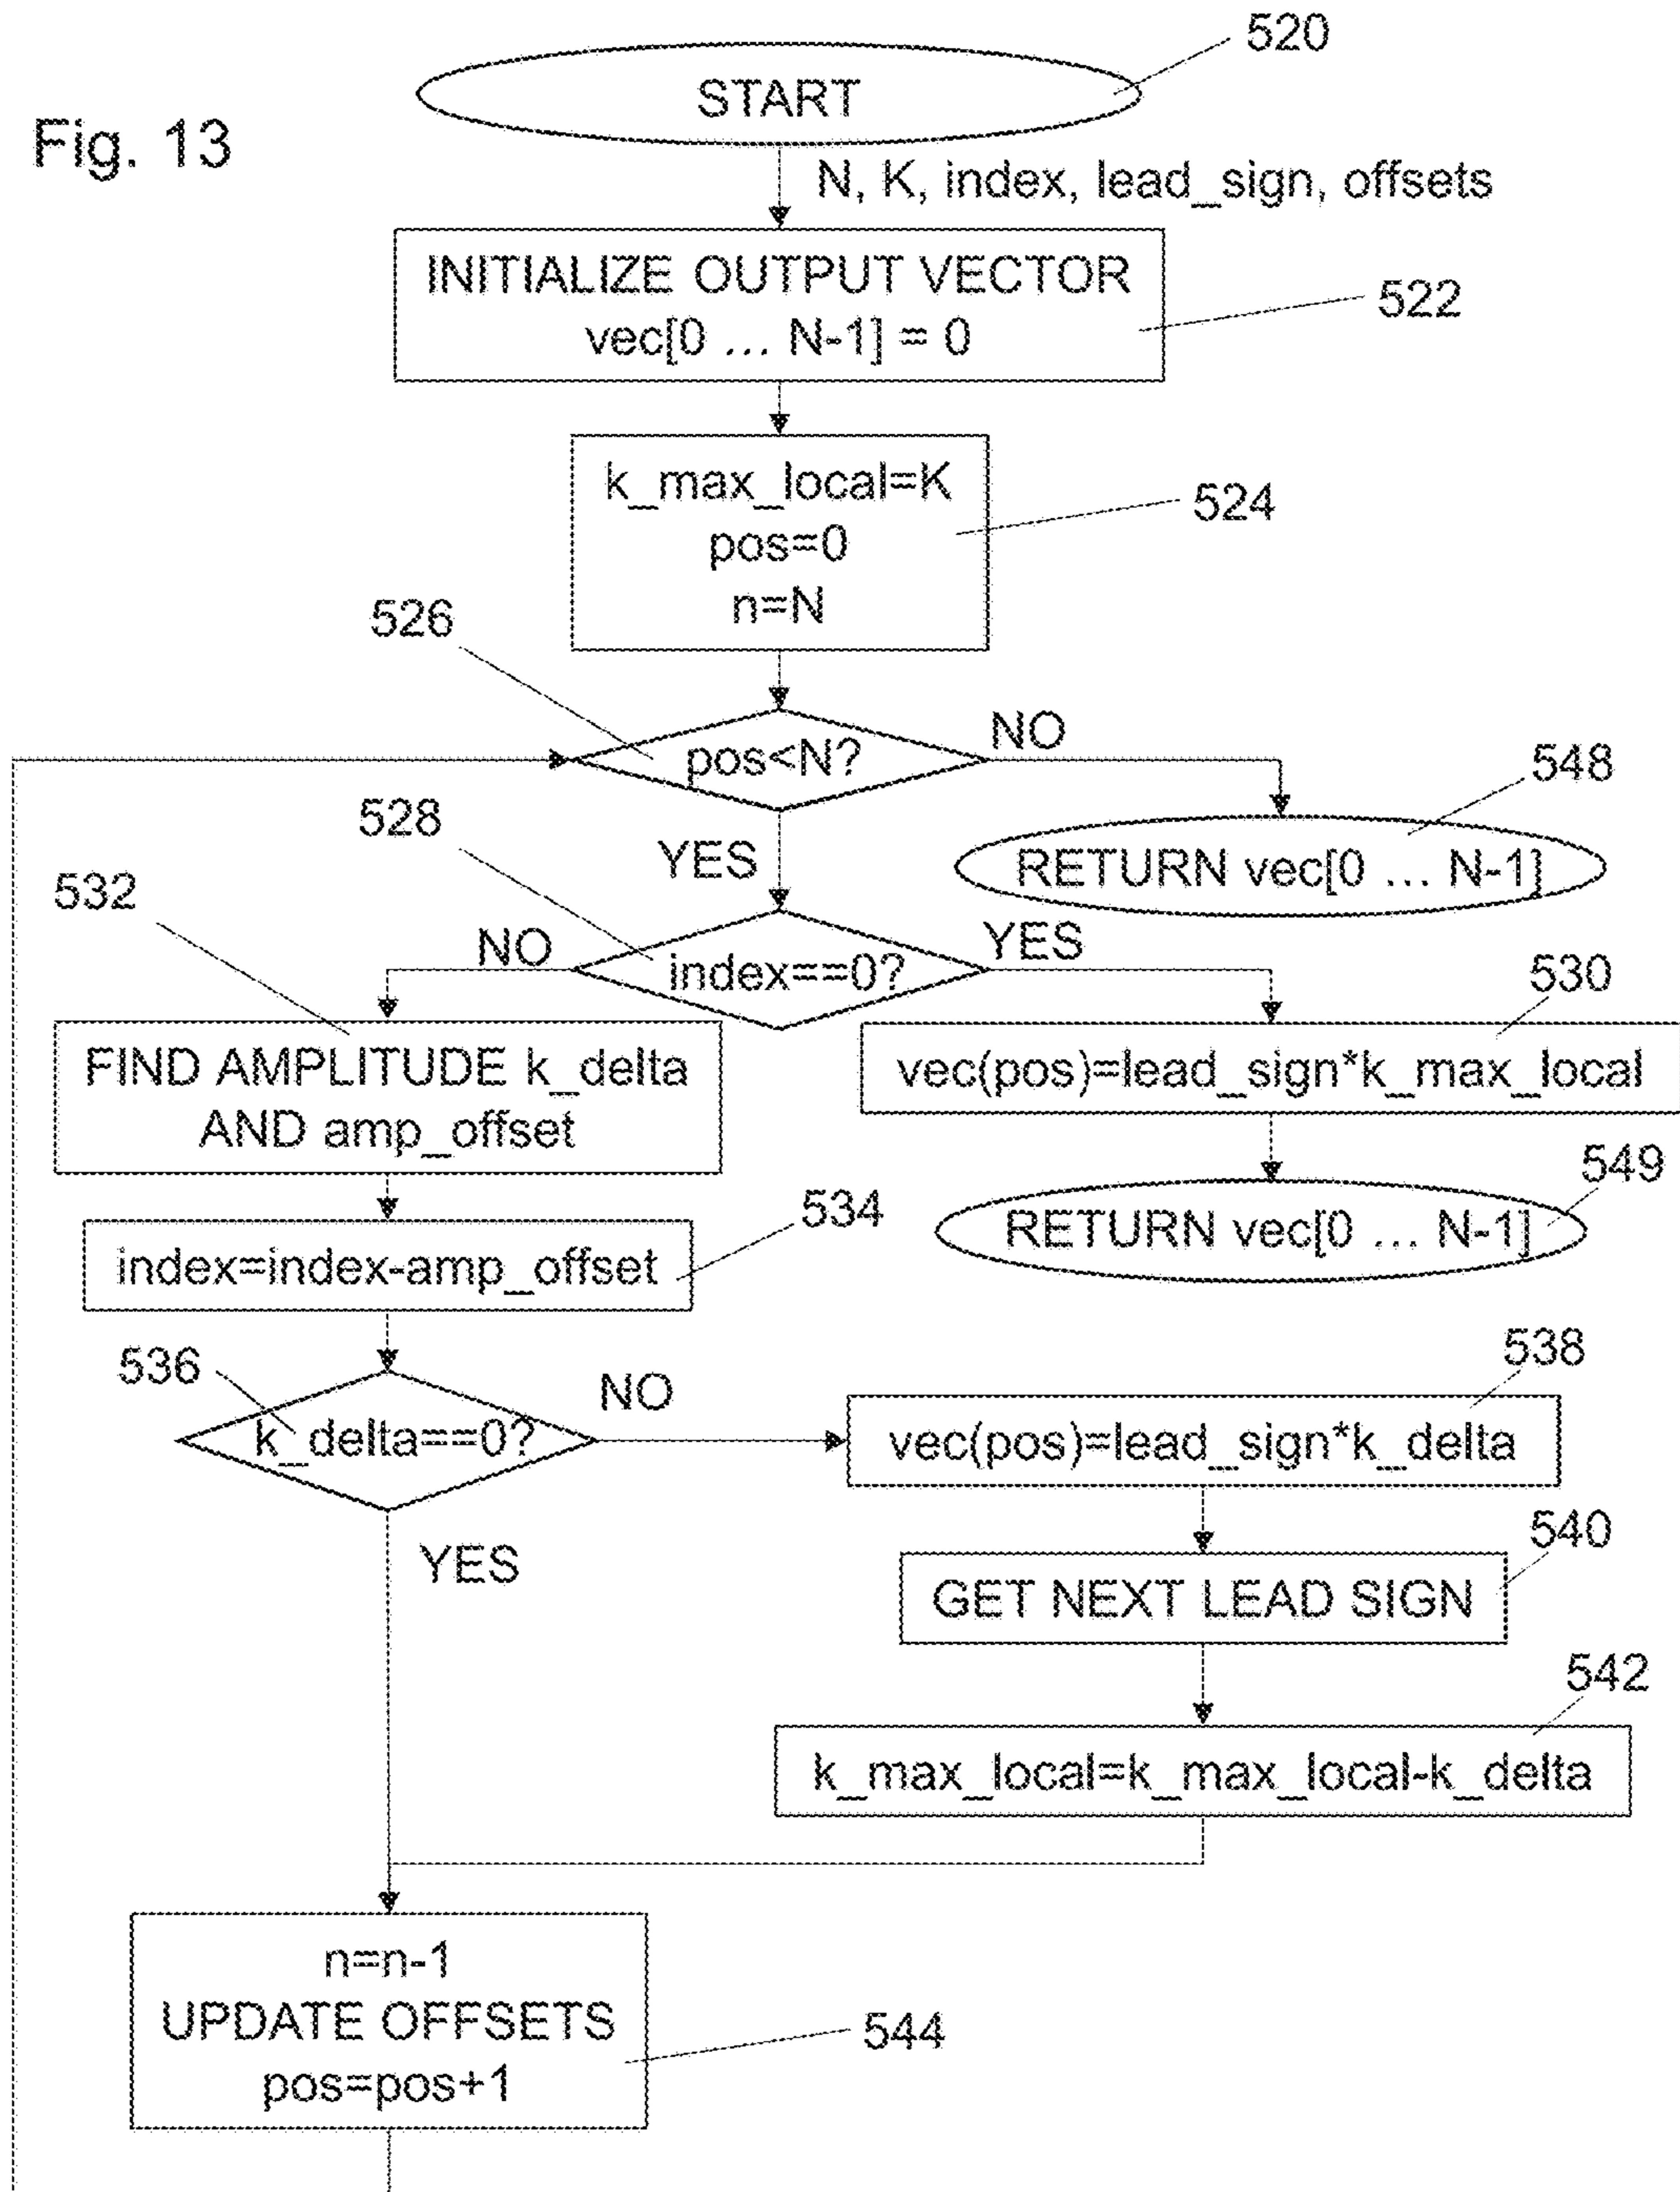 520
START
Fig. 13
N, K, index, lead_sign, offsets
INITIALIZE OUTPUT VECTOR
vec[0 ... N-1] = 0
522
k_max_local=K
pos=0
n=N
524
526
pos<N?
NO
548
528
YES
RETURN vec[0 ... N-1]
532
NO
index==0?
YES
530
FIND AMPLITUDE k_delta
AND amp_offset
vec(pos)=lead_sign*k_max_local
549
534
RETURN vec[0 ... N-1]
index=index-amp_offset
536
538
NO
k_delta==0?
vec(pos)=lead_sign*k_delta
540
YES
GET NEXT LEAD SIGN
542
k_max_local=k_max_local-k_delta
n=n-1
UPDATE OFFSETS
pos=pos+1
544